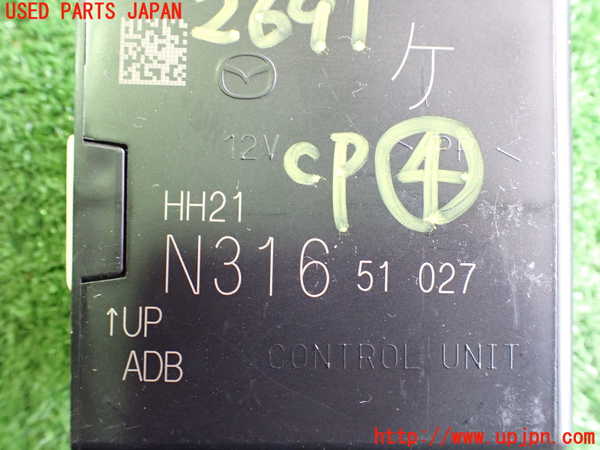 USED PARTS JAPAN
2691
ケ
12V
CP④
HH21
N316 51 027
↑UP
ADB
CONTROL UNIT
http://www.upjpn.com